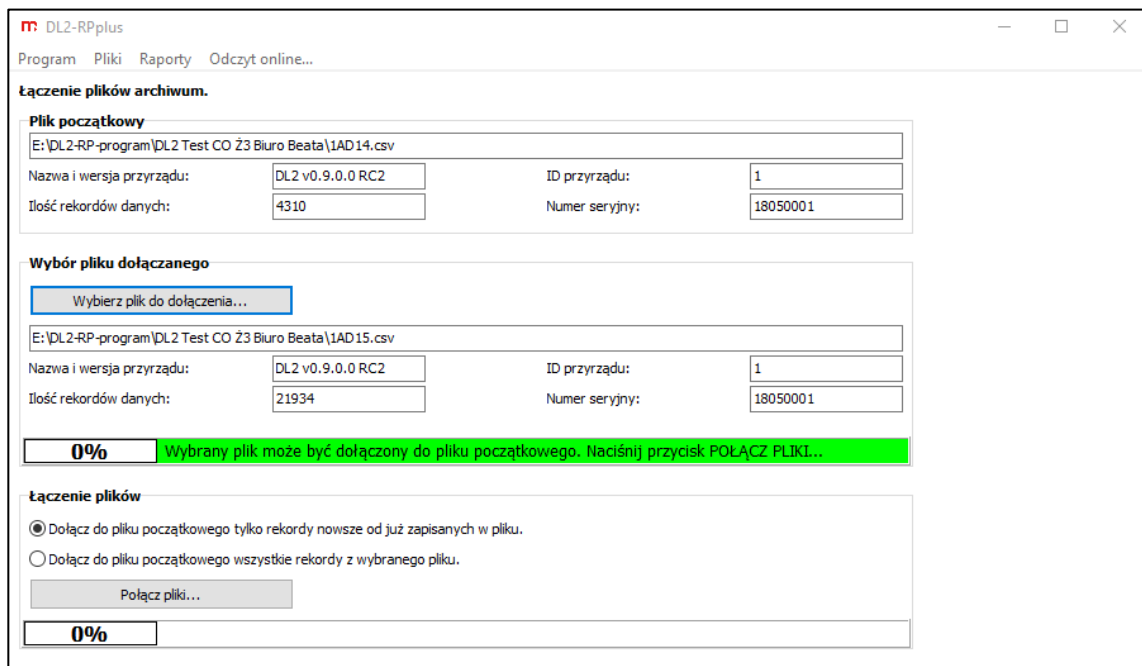 DL2-RPplus
Program Pliki Raporty Odczyt online...
Łączenie plików archiwum.
Plik początkowy
E:\DL2-RP-program\DL2 Test CO Ż3 Biuro Beata\1AD14.csv
Nazwa i wersja przyrządu: DL2 v0.9.0.0 RC2 ID przyrządu: 1
Ilość rekordów danych: 4310 Numer seryjny: 18050001
Wybór pliku dołączanego
Wybierz plik do dołączenia...
E:\DL2-RP-program\DL2 Test CO Ż3 Biuro Beata\1AD15.csv
Nazwa i wersja przyrządu: DL2 v0.9.0.0 RC2 ID przyrządu: 1
Ilość rekordów danych: 21934 Numer seryjny: 18050001
0% Wybrany plik może być dołączony do pliku początkowego. Naciśnij przycisk POŁĄCZ PLIKI...
Łączenie plików
Dołącz do pliku początkowego tylko rekordy nowsze od już zapisanych w pliku.
Dołącz do pliku początkowego wszystkie rekordy z wybranego pliku.
Połącz pliki...
0%